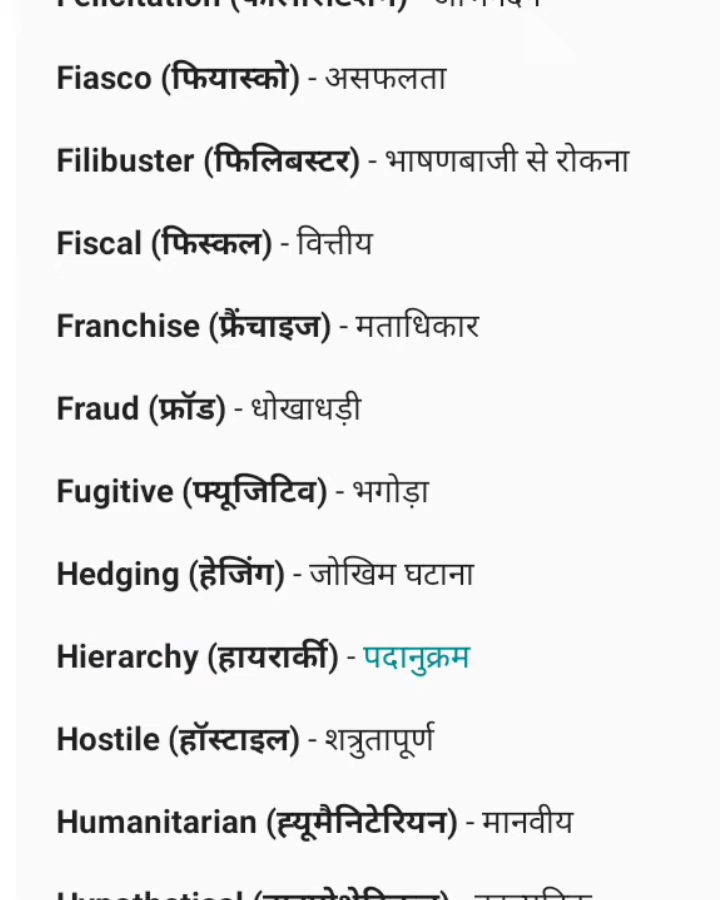 Fiasco (फियास्को) - असफलता
Filibuster (फिलिबस्टर) - भाषणबाजी से रोकना
Fiscal (फिस्कल) - वित्तीय
Franchise (फ्रैंचाइज) - मताधिकार
Fraud (फ्रॉड) - धोखाधड़ी
Fugitive (फ्यूजिटिव) - भगोड़ा
Hedging (हेजिंग) - जोखिम घटाना
Hierarchy (हायरार्की) - पदानुक्रम
Hostile (हॉस्टाइल) - शत्रुतापूर्ण
Humanitarian (ह्यूमैनिटेरियन) - मानवीय